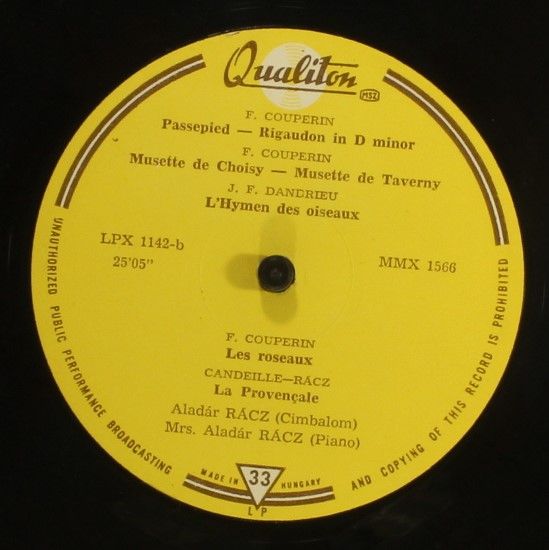 Qualiton
MSZ
F. COUPERIN
Passepied — Rigaudon in D minor
F. COUPERIN
Musette de Choisy — Musette de Taverny
J. F. DANDRIEU
L'Hymen des oiseaux
LPX 1142-b
25'05"
MMX 1566
F. COUPERIN
Les roseaux
CANDEILLE—RÁCZ
La Provençale
Aladár RÁCZ (Cimbalom)
Mrs. Aladár RÁCZ (Piano)
UNAUTHORIZED PUBLIC PERFORMANCE BROADCASTING
AND COPYING OF THIS RECORD IS PROHIBITED
MADE IN HUNGARY
33
LP